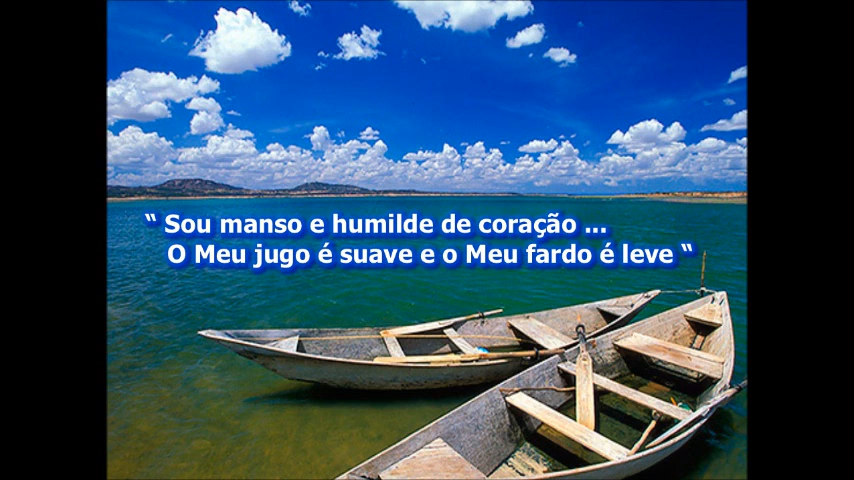 “ Sou manso e humilde de coração ...
O Meu jugo é suave e o Meu fardo é leve “